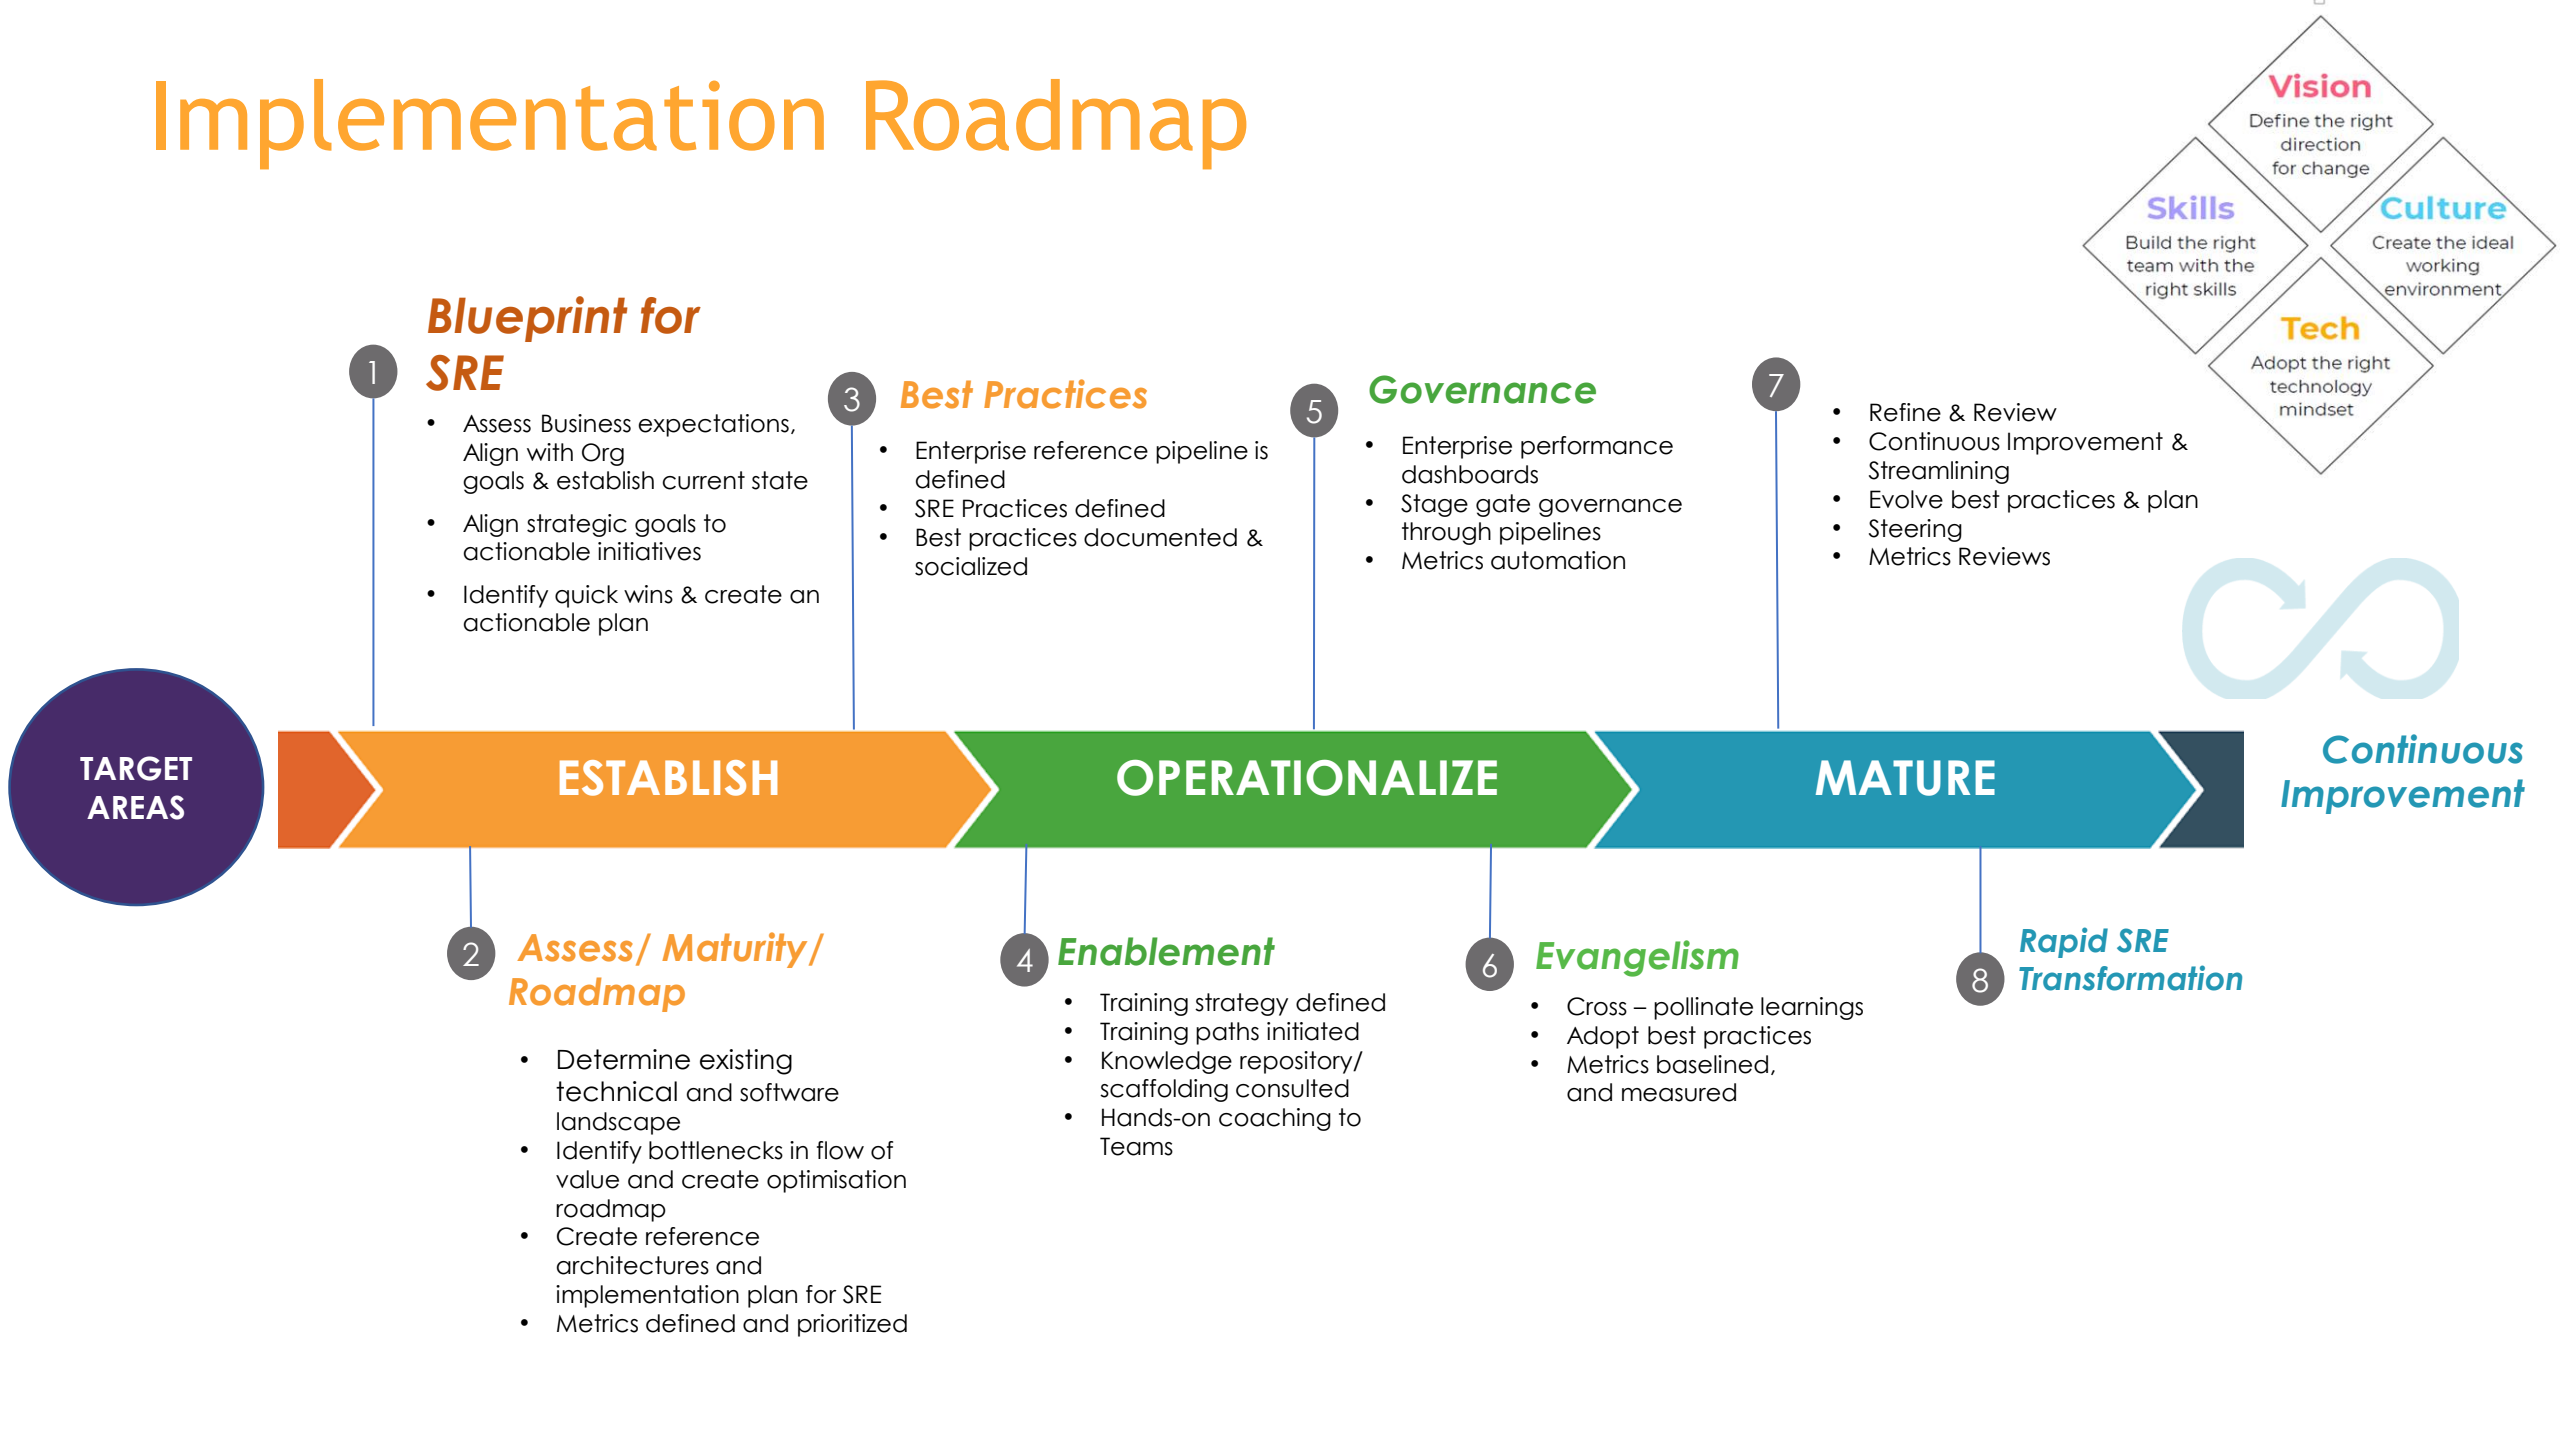 Implementation Roadmap
Vision
Define the right
direction
for change
Skills
Build the right
team with the
right skills
Culture
Create the ideal
working
environment
Tech
Adopt the right
technology
mindset
1
Blueprint for
SRE
• Assess Business expectations,
Align with Org
goals & establish current state
• Align strategic goals to
actionable initiatives
• Identify quick wins & create an
actionable plan
3
Best Practices
• Enterprise reference pipeline is
defined
• SRE Practices defined
• Best practices documented &
socialized
5
Governance
• Enterprise performance
dashboards
• Stage gate governance
through pipelines
• Metrics automation
7
• Refine & Review
• Continuous Improvement &
Streamlining
• Evolve best practices & plan
• Steering
• Metrics Reviews
TARGET
AREAS
ESTABLISH
OPERATIONALIZE
MATURE
Continuous
Improvement
2
Assess/ Maturity/
Roadmap
• Determine existing
technical and software
landscape
• Identify bottlenecks in flow of
value and create optimisation
roadmap
• Create reference
architectures and
implementation plan for SRE
• Metrics defined and prioritized
4
Enablement
• Training strategy defined
• Training paths initiated
• Knowledge repository/
scaffolding consulted
• Hands-on coaching to
Teams
6
Evangelism
• Cross – pollinate learnings
• Adopt best practices
• Metrics baselined,
and measured
8
Rapid SRE
Transformation